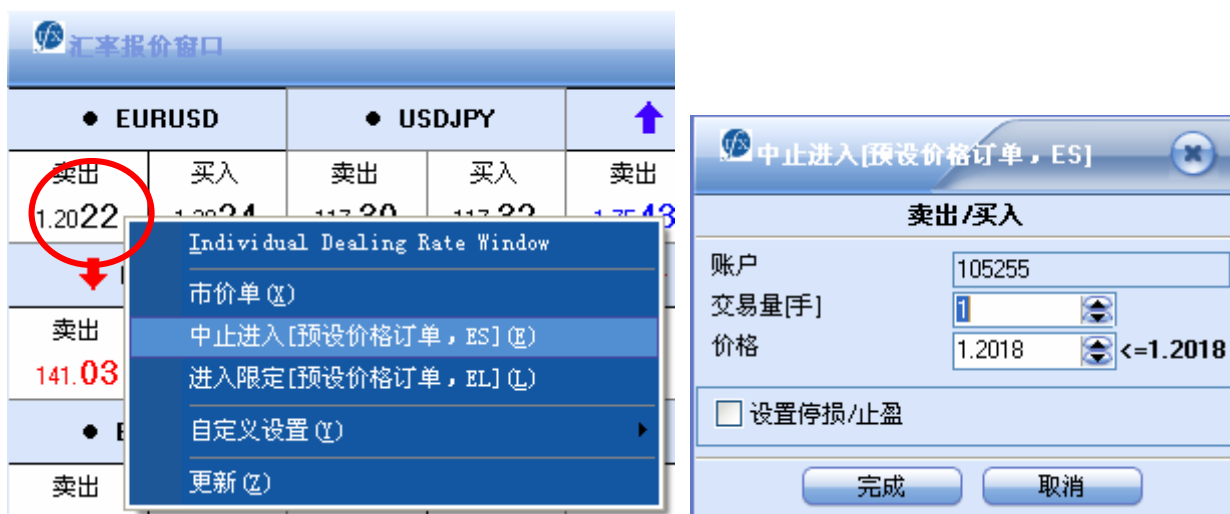 汇率报价窗口
EURUSD
USDJPY
卖出
买入
卖出
买入
卖出
1.2022
Individual Dealing Rate Window
市价单(X)
中止进入[预设价格订单，ES](E)
进入限定[预设价格订单，EL](L)
自定义设置(Y)
更新(Z)
卖出
141.03
卖出
中止进入[预设价格订单，ES]
卖出/买入
账户
105255
交易量[手]
1
价格
1.2018
<=1.2018
设置停损/止盈
完成
取消